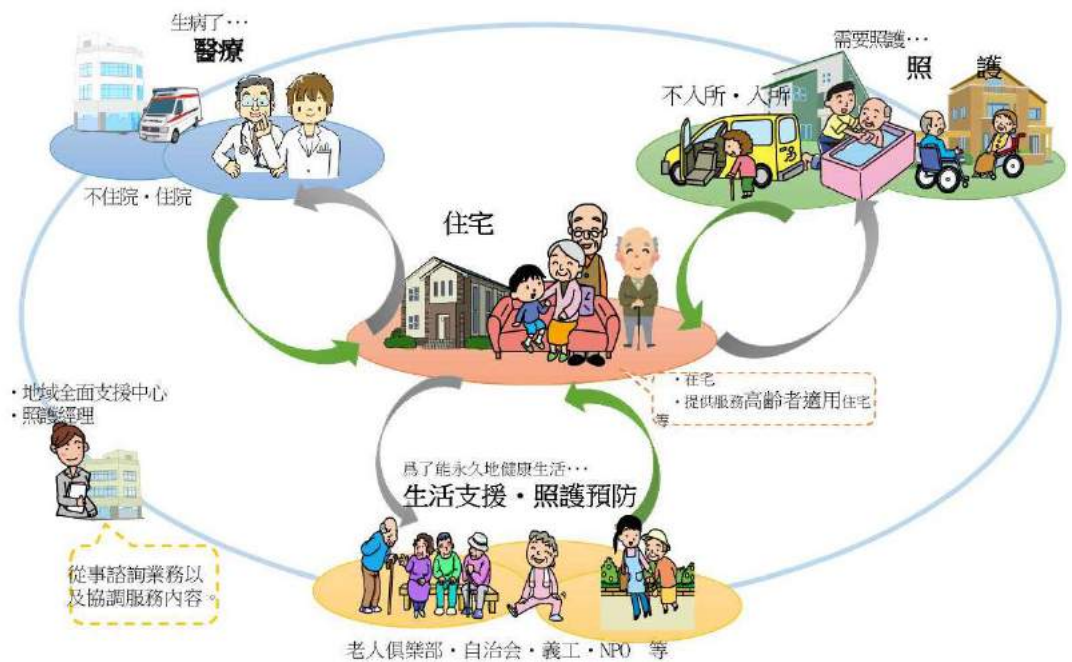 生病了⋯
醫療
不住院・住院
需要照護⋯
照 護
不入所・入所
住宅
・在宅
・提供服務高齡者適用住宅
等
・地域全面支援中心
・照護經理
從事諮詢業務以
及協調服務內容。
爲了能永久地健康生活⋯
生活支援・照護預防
老人俱樂部・自治会・義工・NPO 等